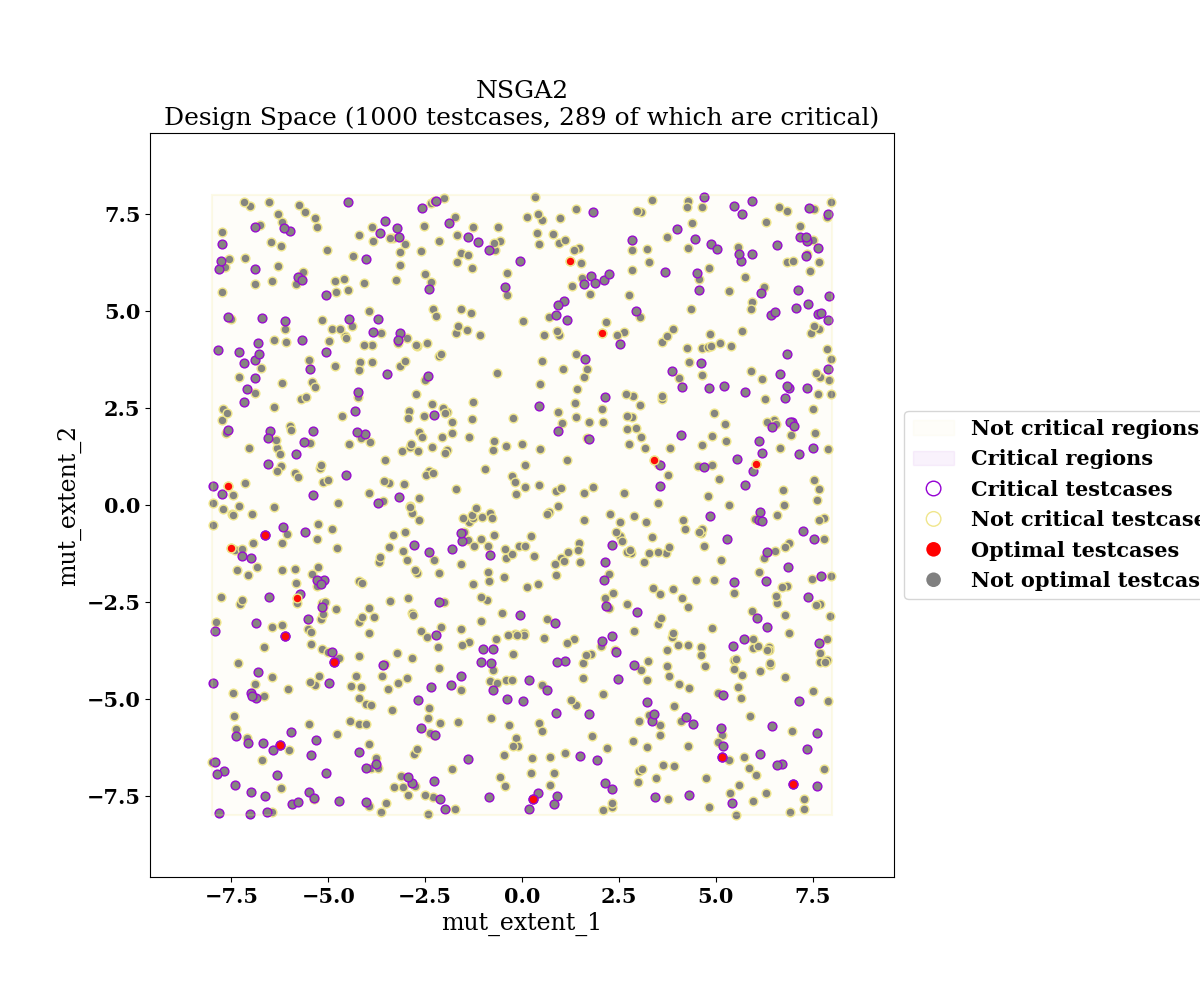 NSGA2
Design Space (1000 testcases, 289 of which are critical)
7.5
5.0
2.5
0.0
−2.5
−5.0
−7.5
mut_extent_2
−7.5
−5.0
−2.5
0.0
2.5
5.0
7.5
mut_extent_1
Not critical regions
Critical regions
Critical testcases
Not critical testcase
Optimal testcases
Not optimal testcas